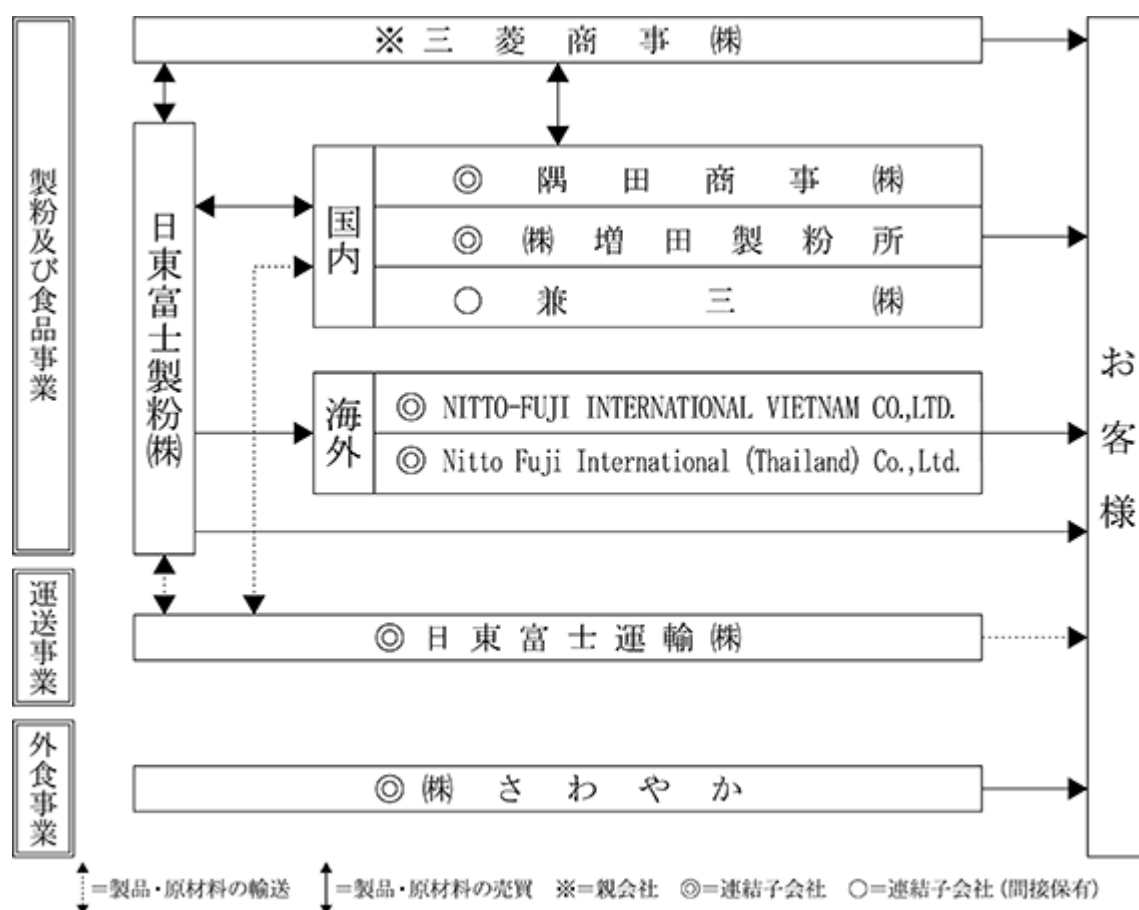 製粉及び食品事業
※三菱商事㈱
日東富士製粉㈱
国内
◎ 隅田商事㈱
◎ ㈱増田製粉所
○ 兼三㈱
海外
◎ NITTO-FUJI INTERNATIONAL VIETNAM CO.,LTD.
◎ Nitto Fuji International (Thailand) Co.,Ltd.
お客様
運送事業
◎日東富士運輸㈱
外食事業
◎㈱さわやか
=製品・原材料の輸送 =製品・原材料の売買 ※=親会社 ◎=連結子会社 ○=連結子会社(間接保有)